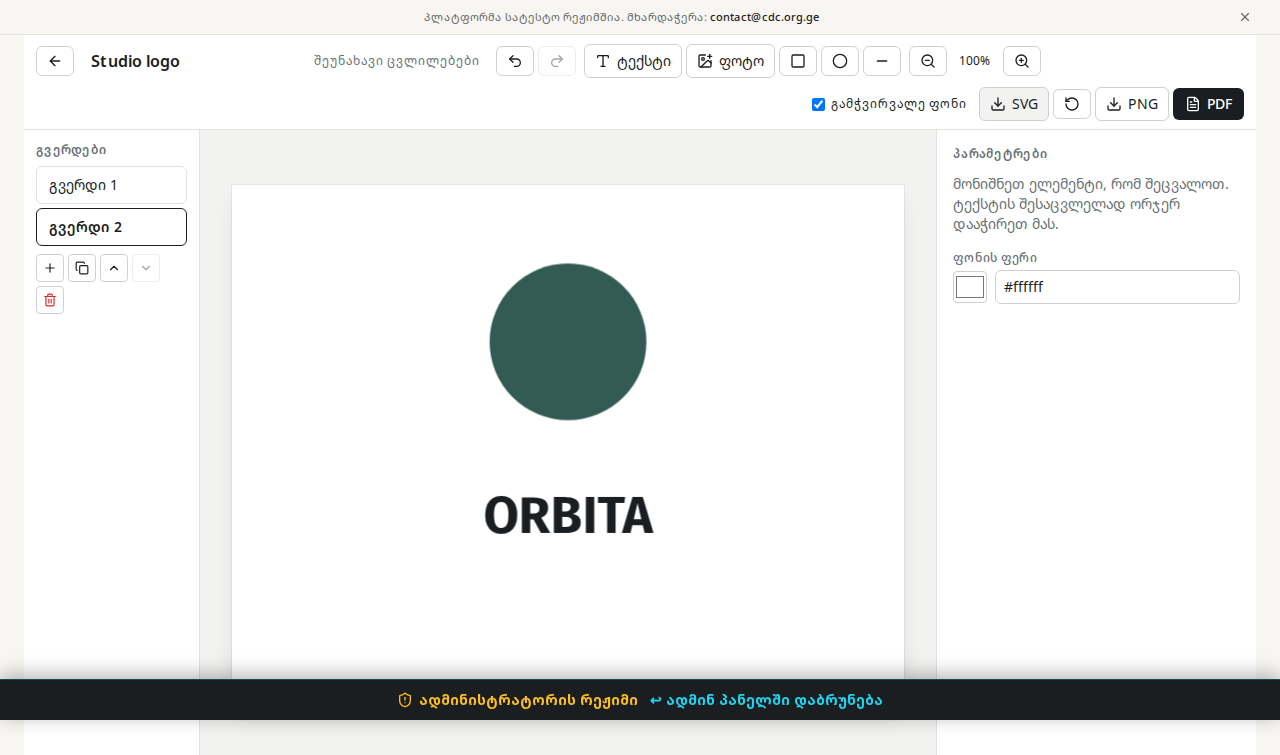 პლატფორმა სატესტო რეჟიმშია. მხარდაჭერა: contact@cdc.org.ge
Studio logo
შეუნახავი ცვლილებები
ტექსტი
ფოტო
100%
გამჭვირვალე ფონი
SVG
PNG
PDF
გვერდები
გვერდი 1
გვერდი 2
ORBITA
პარამეტრები
მონიშნეთ ელემენტი, რომ შეცვალოთ.
ტექსტის შესაცვლელად ორჯერ
დააჭირეთ მას.
ფონის ფერი
#ffffff
ადმინისტრატორის რეჟიმი
↩ ადმინ პანელში დაბრუნება